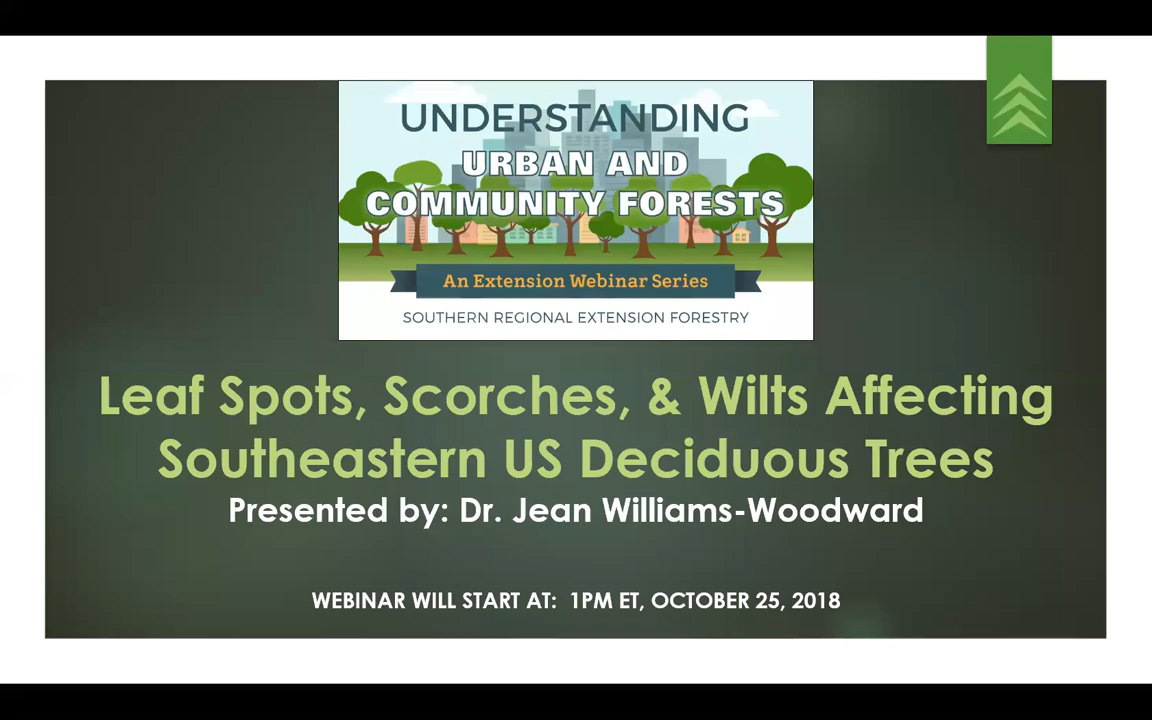 UNDERSTANDING
URBAN AND
COMMUNITY FORESTS
An Extension Webinar Series
SOUTHERN REGIONAL EXTENSION FORESTRY
Leaf Spots, Scorches, & Wilts Affecting
Southeastern US Deciduous Trees
Presented by: Dr. Jean Williams-Woodward
WEBINAR WILL START AT: 1PM ET, OCTOBER 25, 2018